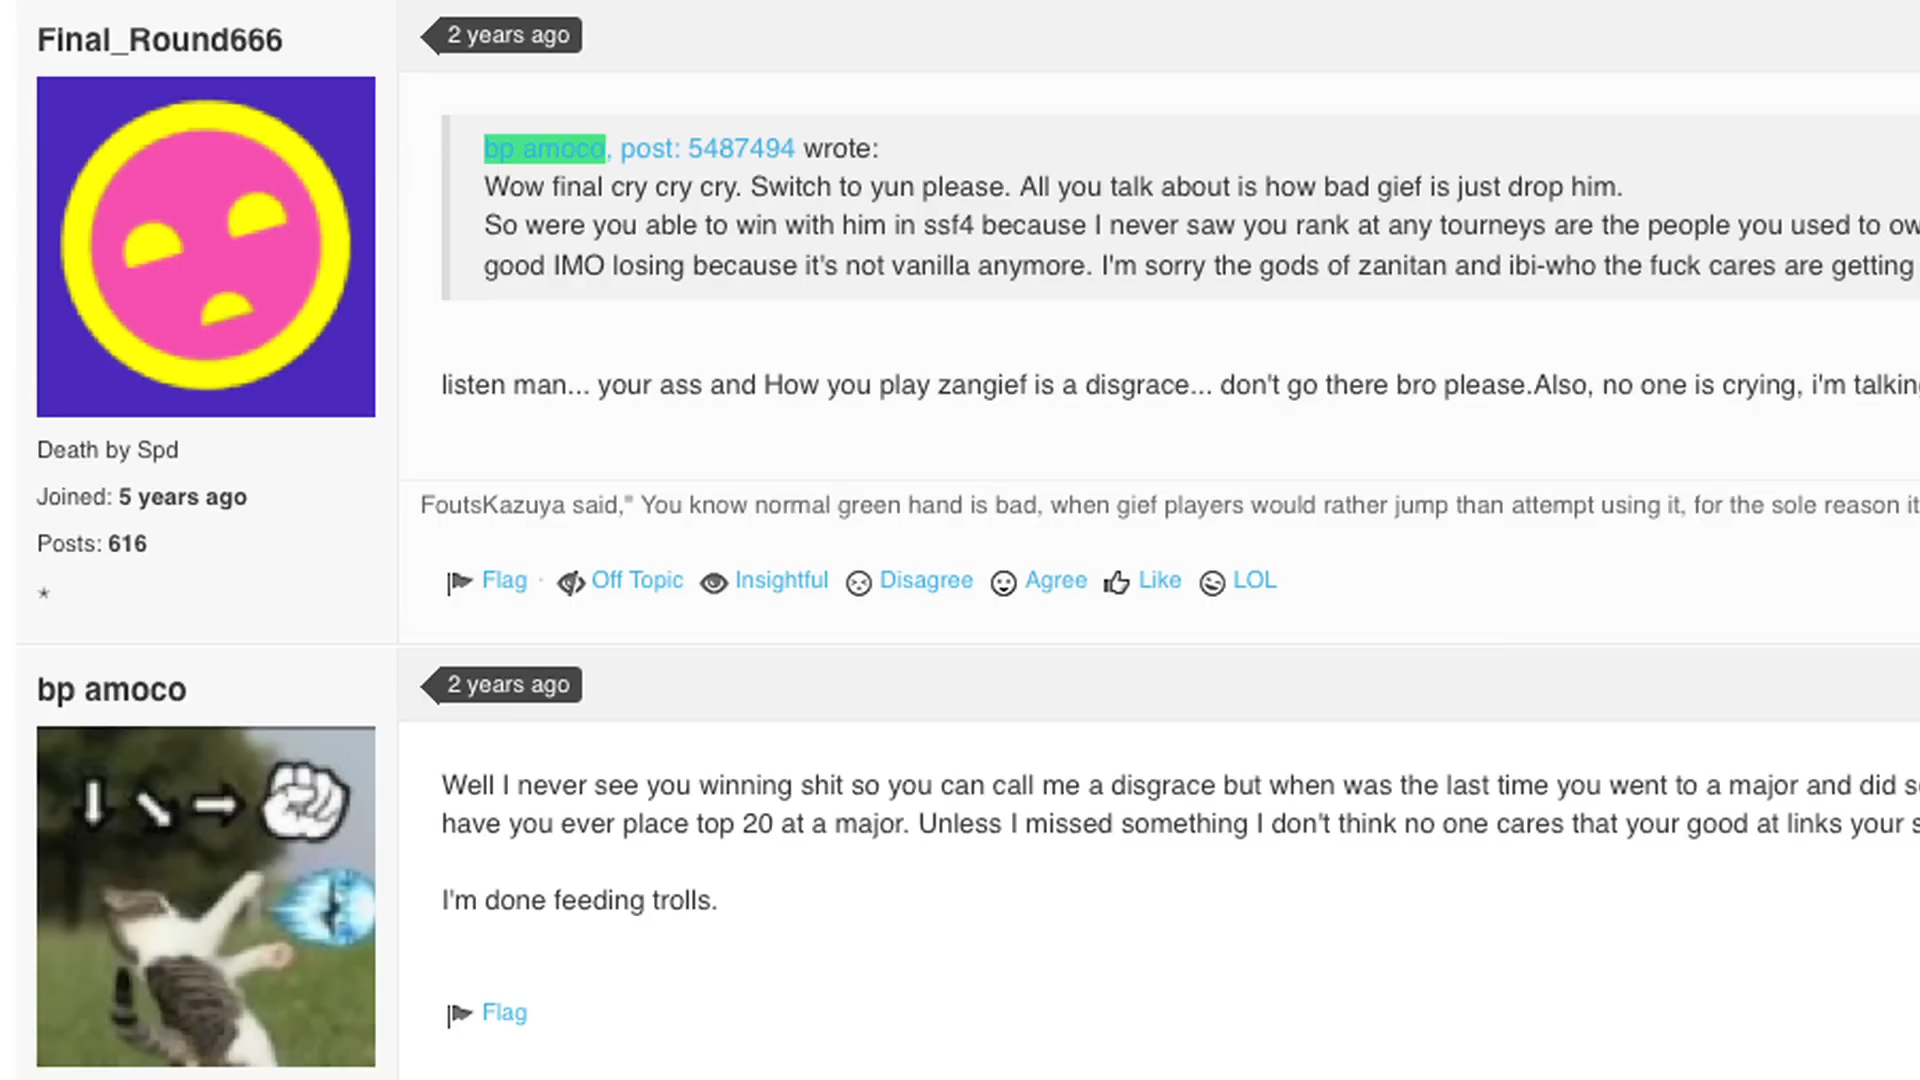 Final_Round666
2 years ago
bp amoco, post: 5487494 wrote:
Wow final cry cry cry. Switch to yun please. All you talk about is how bad gief is just drop him.
So were you able to win with him in ssf4 because I never saw you rank at any tourneys are the people you used to ow
good IMO losing because it's not vanilla anymore. I'm sorry the gods of zanitan and ibi-who the fuck cares are getting
listen man... your ass and How you play zangief is a disgrace... don't go there bro please.Also, no one is crying, i'm talking
Death by Spd
Joined: 5 years ago
Posts: 616
*
FoutsKazuya said," You know normal green hand is bad, when gief players would rather jump than attempt using it, for the sole reason it
Flag · Off Topic Insightful Disagree Agree Like LOL
bp amoco
2 years ago
Well I never see you winning shit so you can call me a disgrace but when was the last time you went to a major and did s
have you ever place top 20 at a major. Unless I missed something I don't think no one cares that your good at links your s
I'm done feeding trolls.
Flag